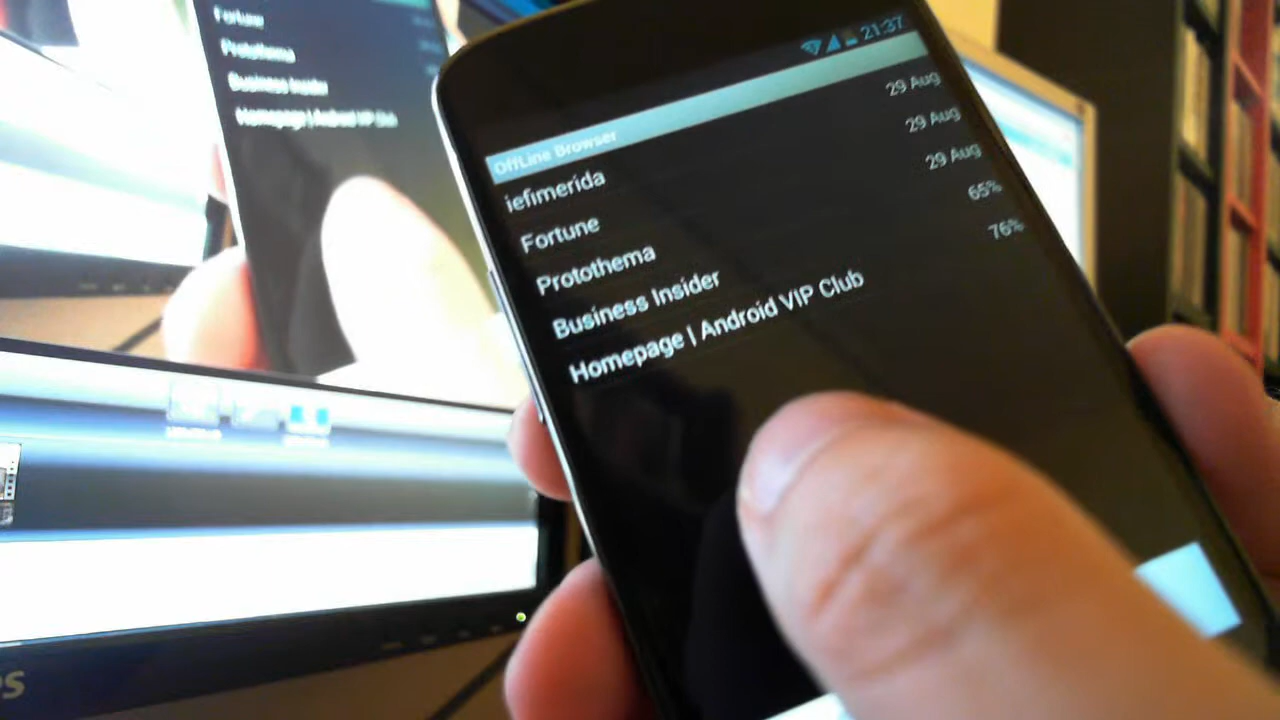 Fortune
Protothema
Business Insider
Homepage | Android VIP Club
21:37
OffLine Browser
iefimerida 29 Aug
Fortune 29 Aug
Protothema 29 Aug
Business Insider 65%
Homepage | Android VIP Club 76%